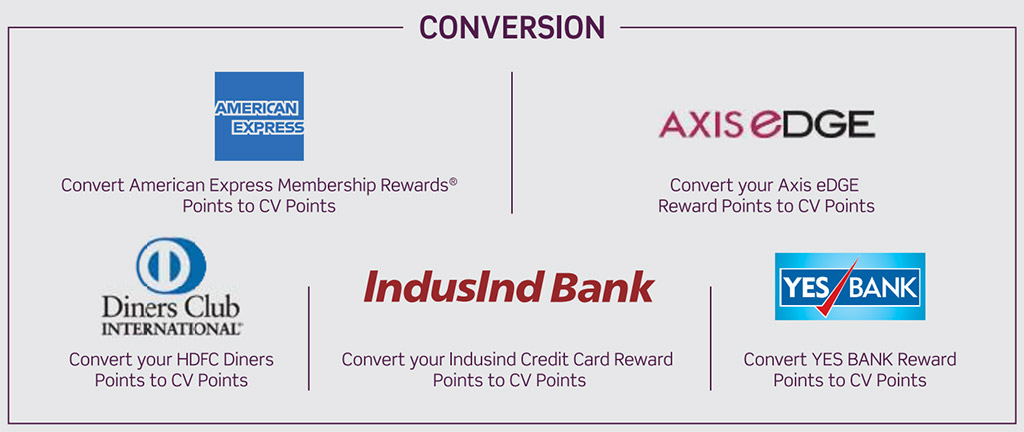 CONVERSION
AMERICAN
EXPRESS
Convert American Express Membership Rewards®
Points to CV Points
AXIS eDGE
Convert your Axis eDGE
Reward Points to CV Points
Diners Club
INTERNATIONAL®
Convert your HDFC Diners
Points to CV Points
IndusInd Bank
Convert your Indusind Credit Card Reward
Points to CV Points
YES BANK
Convert YES BANK Reward
Points to CV Points